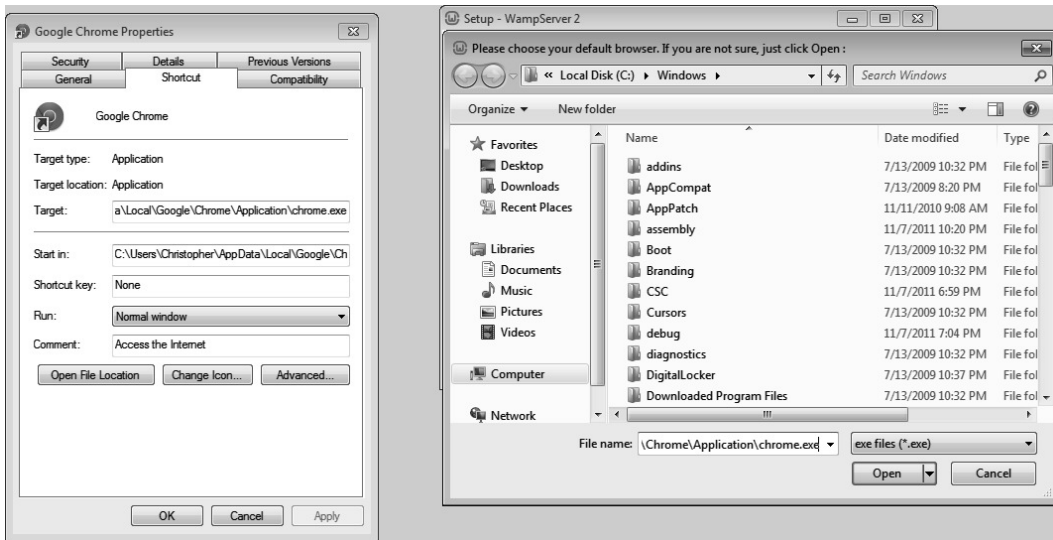 Google Chrome Properties
Security Details Previous Versions
General Shortcut Compatibility
Google Chrome
Target type: Application
Target location: Application
Target: a\Local\Google\Chrome\Application\chrome.exe
Start in: C:\Users\Christopher\AppData\Local\Google\Ch
Shortcut key: None
Run: Normal window
Comment: Access the Internet
Open File Location Change Icon... Advanced...
OK Cancel Apply
Setup - WampServer 2
Please choose your default browser. If you are not sure, just click Open :
« Local Disk (C:) Windows Search Windows
Organize New folder
Favorites
Desktop
Downloads
Recent Places
Libraries
Documents
Music
Pictures
Videos
Computer
Network
Name Date modified Type
addins 7/13/2009 10:32 PM File fol
AppCompat 7/13/2009 8:20 PM File fol
AppPatch 11/11/2010 9:08 AM File fol
assembly 11/7/2011 10:20 PM File fol
Boot 7/13/2009 10:32 PM File fol
Branding 7/13/2009 10:32 PM File fol
CSC 11/7/2011 6:59 PM File fol
Cursors 7/13/2009 10:32 PM File fol
debug 11/7/2011 7:04 PM File fol
diagnostics 7/13/2009 10:32 PM File fol
DigitalLocker 7/13/2009 10:37 PM File fol
Downloaded Program Files 7/13/2009 10:32 PM File fol
File name: \Chrome\Application\chrome.exe exe files (*.exe)
Open Cancel